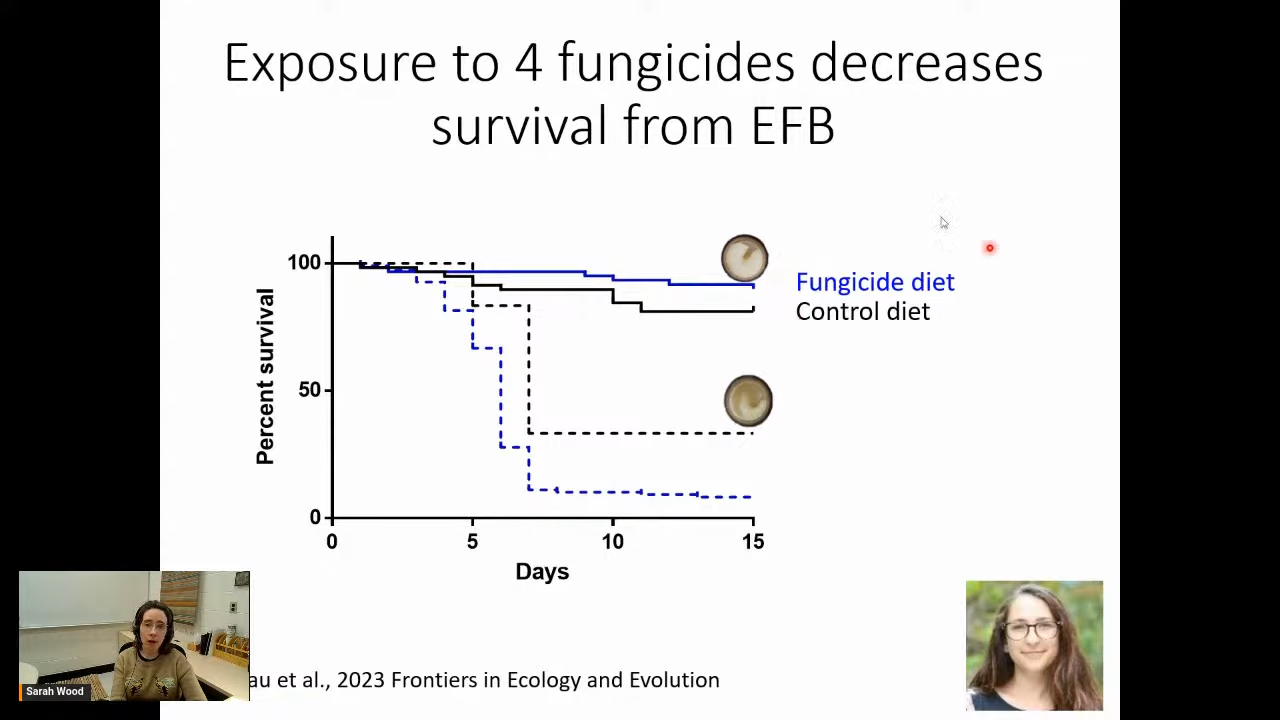 Exposure to 4 fungicides decreases
survival from EFB
100
50
0
Percent survival
0 5 10 15
Days
Fungicide diet
Control diet
et al., 2023 Frontiers in Ecology and Evolution
Sarah Wood